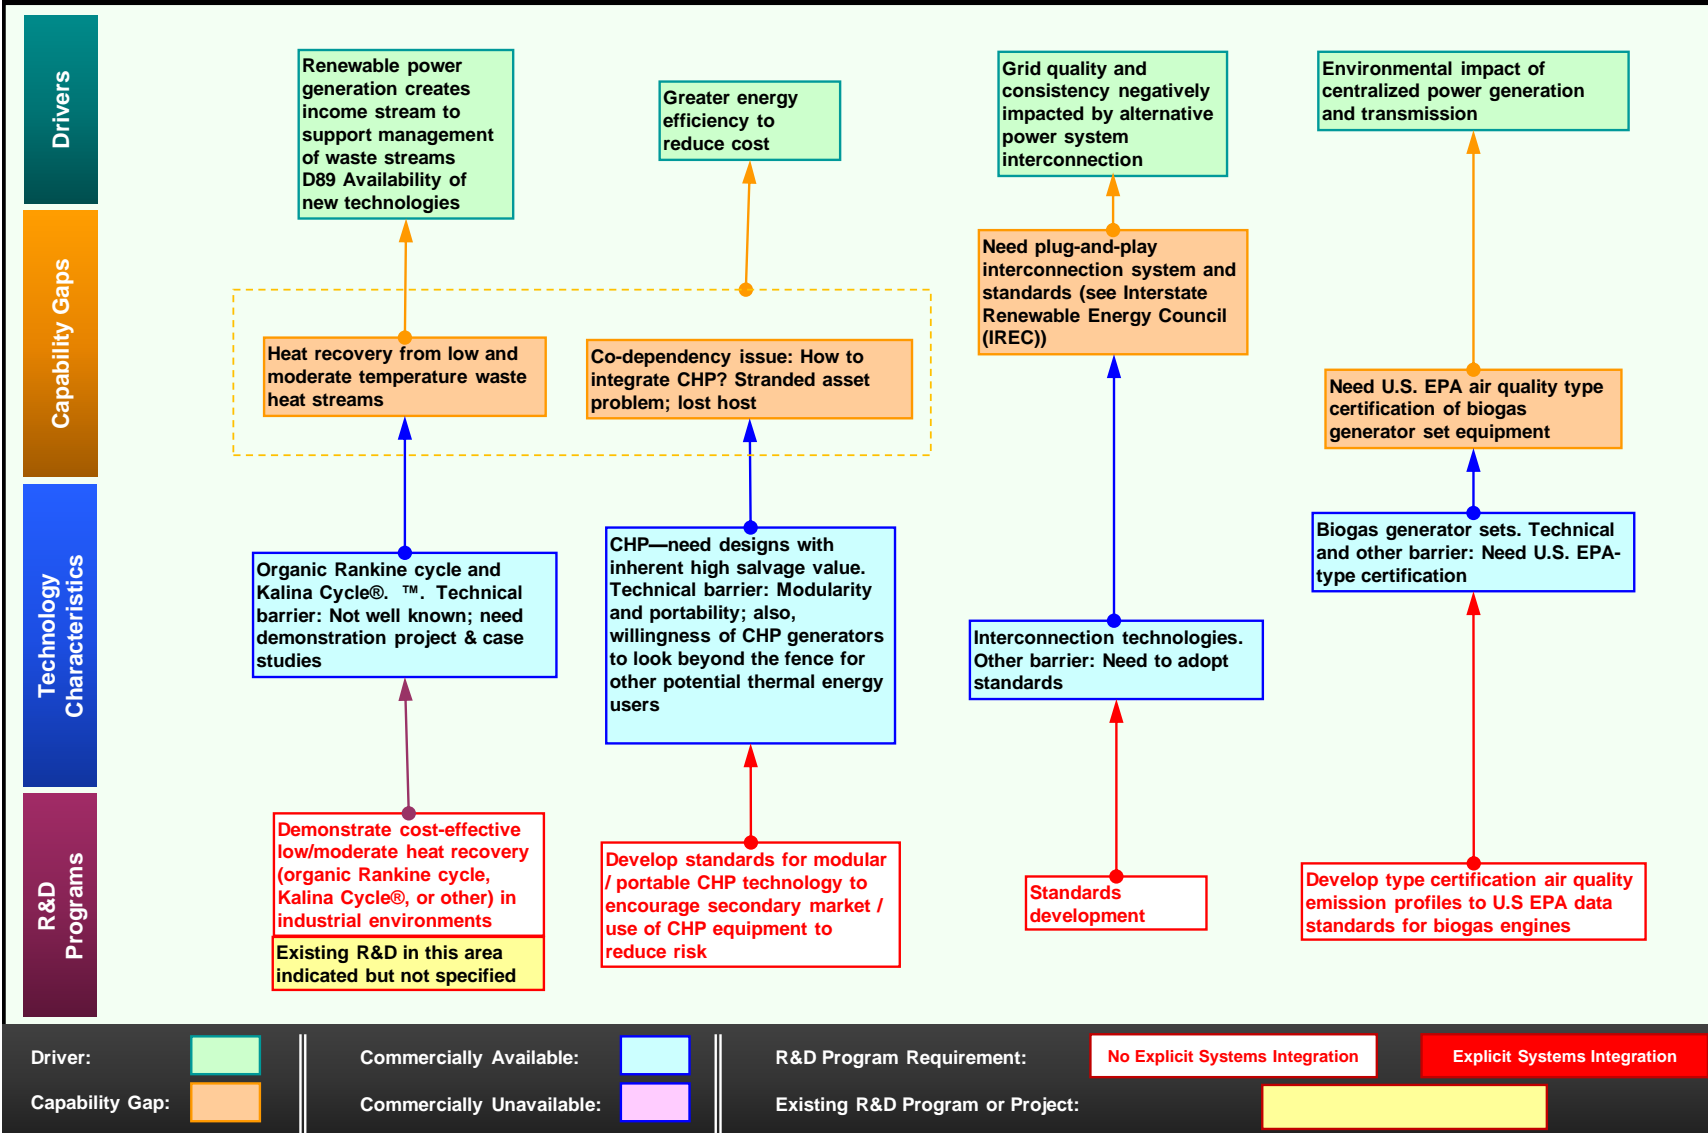 Drivers
Renewable power
generation creates
income stream to
support management
of waste streams
D89 Availability of
new technologies
Greater energy
efficiency to
reduce cost
Grid quality and
consistency negatively
impacted by alternative
power system
interconnection
Environmental impact of
centralized power generation
and transmission
Capability Gaps
Heat recovery from low and
moderate temperature waste
heat streams
Co-dependency issue: How to
integrate CHP? Stranded asset
problem; lost host
Need plug-and-play
interconnection system and
standards (see Interstate
Renewable Energy Council
(IREC))
Need U.S. EPA air quality type
certification of biogas
generator set equipment
Technology
Characteristics
Organic Rankine cycle and
Kalina Cycle®. ™. Technical
barrier: Not well known; need
demonstration project & case
studies
CHP—need designs with
inherent high salvage value.
Technical barrier: Modularity
and portability; also,
willingness of CHP generators
to look beyond the fence for
other potential thermal energy
users
Interconnection technologies.
Other barrier: Need to adopt
standards
Biogas generator sets. Technical
and other barrier: Need U.S. EPA-
type certification
R&D
Programs
Demonstrate cost-effective
low/moderate heat recovery
(organic Rankine cycle,
Kalina Cycle®, or other) in
industrial environments
Existing R&D in this area
indicated but not specified
Develop standards for modular
/ portable CHP technology to
encourage secondary market /
use of CHP equipment to
reduce risk
Standards
development
Develop type certification air quality
emission profiles to U.S EPA data
standards for biogas engines
Driver:
Capability Gap:
Commercially Available:
Commercially Unavailable:
R&D Program Requirement:
No Explicit Systems Integration
Explicit Systems Integration
Existing R&D Program or Project: